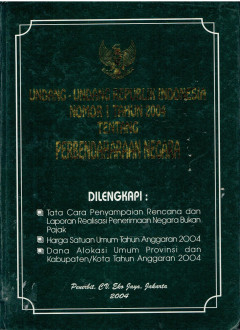 UNDANG - UNDANG REPUBLIK INDONESIA
NOMOR 1 TAHUN 2004
TENTANG
PERBENDAHARAAN NEGARA
DILENGKAPI :
Tata Cara Penyampaian Rencana dan
Laporan Realisasi Penerimaan Negara Bukan
Pajak
Harga Satuan Umum Tahun Anggaran 2004
Dana Alokasi Umum Provinsi dan
Kabupaten/Kota Tahun Anggaran 2004
Penerbit. CV. Eko Jaya, Jakarta
2004